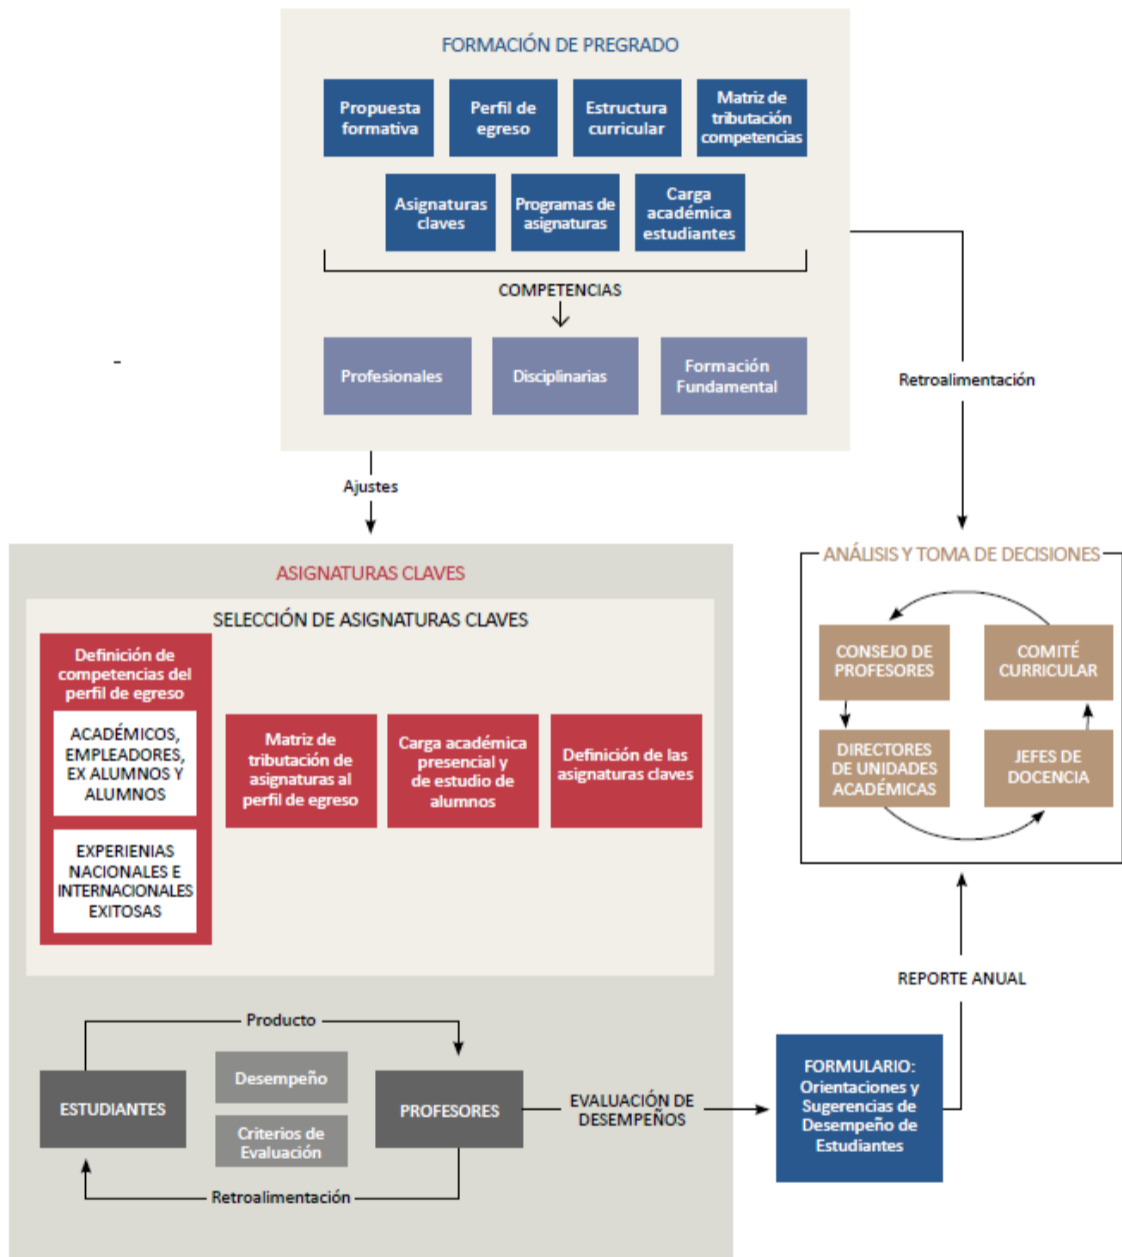 FORMACIÓN DE PREGRADO
Propuesta
formativa
Perfil de
egreso
Estructura
curricular
Matriz de
tributación
competencias
Asignaturas
claves
Programas de
asignaturas
Carga
académica
estudiantes
COMPETENCIAS
Profesionales
Disciplinarias
Formación
Fundamental
Retroalimentación
Ajustes
ASIGNATURAS CLAVES
SELECCIÓN DE ASIGNATURAS CLAVES
Definición de
competencias del
perfil de egreso
ACADÉMICOS,
EMPLEADORES,
EX ALUMNOS Y
ALUMNOS
EXPERIENIAS
NACIONALES E
INTERNACIONALES
EXITOSAS
Matriz de
tributación de
asignaturas al
perfil de egreso
Carga académica
presencial y
de estudio de
alumnos
Definición de las
asignaturas claves
ANÁLISIS Y TOMA DE DECISIONES
CONSEJO DE
PROFESORES
COMITÉ
CURRICULAR
DIRECTORES
DE UNIDADES
ACADÉMICAS
JEFES DE
DOCENCIA
REPORTE ANUAL
Producto
ESTUDIANTES
Desempeño
Criterios de
Evaluación
PROFESORES
Retroalimentación
EVALUACIÓN DE
DESEMPEÑOS
FORMULARIO:
Orientaciones y
Sugerencias de
Desempeño de
Estudiantes